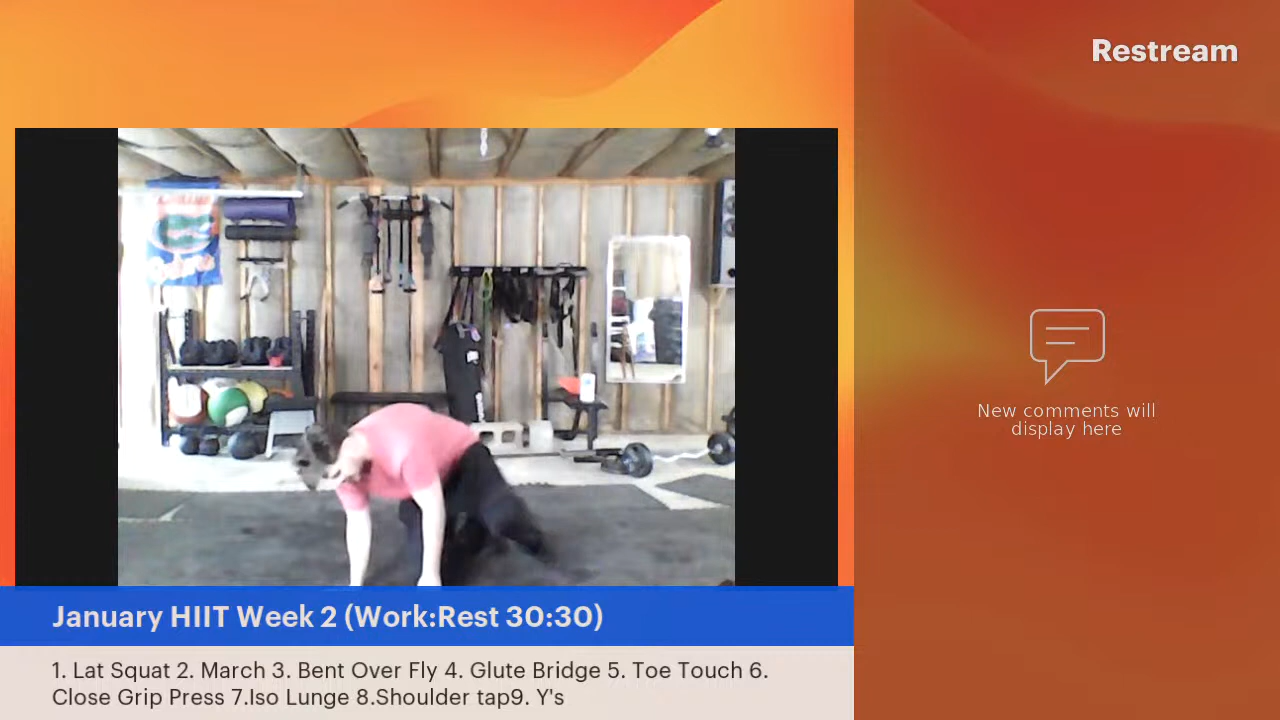 Restream
New comments will
display here
January HIIT Week 2 (Work:Rest 30:30)
1. Lat Squat 2. March 3. Bent Over Fly 4. Glute Bridge 5. Toe Touch 6.
Close Grip Press 7.Iso Lunge 8.Shoulder tap9. Y's